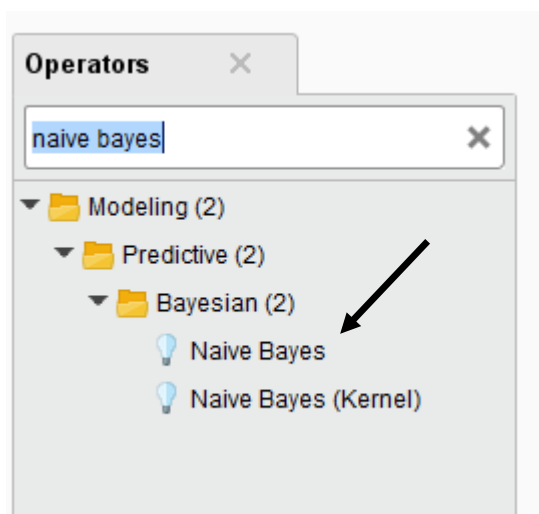 Operators
naive bayes
Modeling (2)
Predictive (2)
Bayesian (2)
Naive Bayes
Naive Bayes (Kernel)